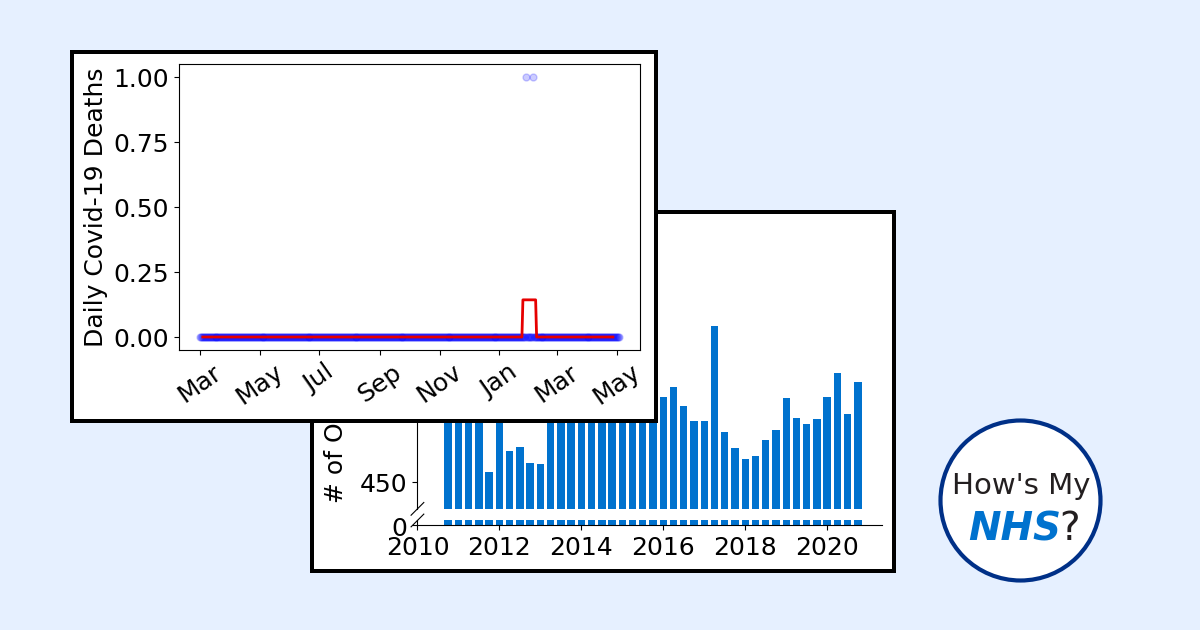 Daily Covid-19 Deaths
1.00
0.75
0.50
0.25
0.00
Mar May Jul Sep Nov Jan Mar May
# of O
450
0
2010 2012 2014 2016 2018 2020
How's My
NHS?